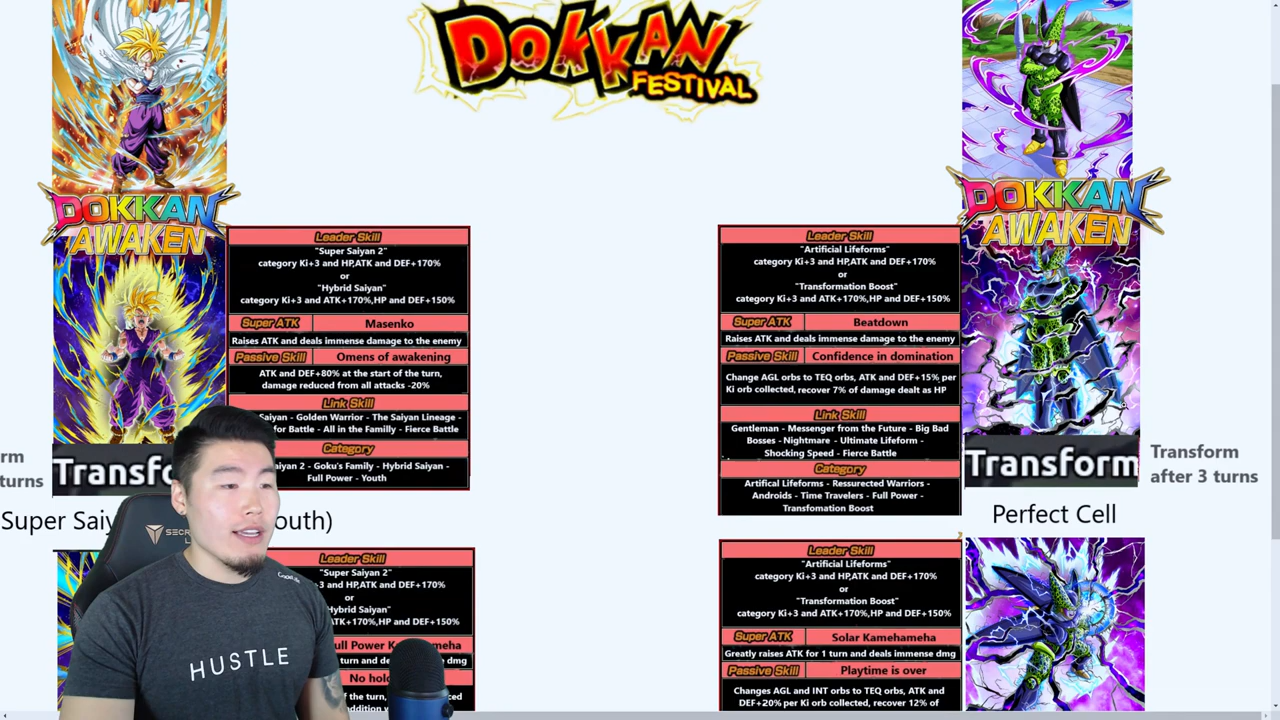 DOKKAN
FESTIVAL
DOKKAN
AWAKEN
Leader Skill
"Super Saiyan 2"
category Ki+3 and HP,ATK and DEF+170%
or
"Hybrid Saiyan"
category Ki+3 and ATK+170%,HP and DEF+150%
Super ATK Masenko
Raises ATK and deals immense damage to the enemy
Passive Skill Omens of awakening
ATK and DEF+80% at the start of the turn,
damage reduced from all attacks -20%
Link Skill
Saiyan - Golden Warrior - The Saiyan Lineage -
for Battle - All in the Familly - Fierce Battle
Category
2 - Goku's Family - Hybrid Saiyan -
Full Power - Youth
turns
Super
Leader Skill
"Super Saiyan 2"
+3 and HP,ATK and DEF+170%
or
Hybrid Saiyan"
+3 and ATK+170%,HP and DEF+150%
turn and
No
of the turn,
HUSTLE
DOKKAN
AWAKEN
Leader Skill
"Artificial Lifeforms"
category Ki+3 and HP,ATK and DEF+170%
or
"Transformation Boost"
category Ki+3 and ATK+170%,HP and DEF+150%
Super ATK Beatdown
Raises ATK and deals immense damage to the enemy
Passive Skill Confidence in domination
Change AGL orbs to TEQ orbs, ATK and DEF+15% per
Ki orb collected, recover 7% of damage dealt as HP
Link Skill
Gentleman - Messenger from the Future - Big Bad
Bosses - Nightmare - Ultimate Lifeform -
Shocking Speed - Fierce Battle
Category
Artifical Lifeforms - Ressurected Warriors -
Androids - Time Travelers - Full Power -
Transfomation Boost
Transform
Transform
after 3 turns
Perfect Cell
Leader Skill
"Artificial Lifeforms"
category Ki+3 and HP,ATK and DEF+170%
or
"Transformation Boost"
category Ki+3 and ATK+170%,HP and DEF+150%
Super ATK Solar Kamehameha
Greatly raises ATK for 1 turn and deals immense dmg
Passive Skill Playtime is over
Changes AGL and INT orbs to TEQ orbs, ATK and
DEF+20% per Ki orb collected, recover 12% of